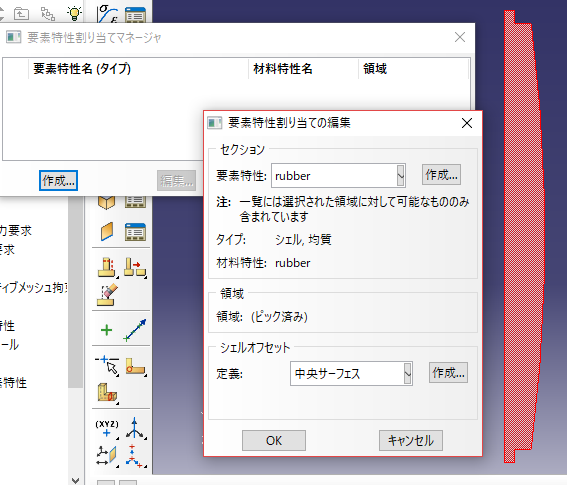 要素特性割り当てマネージャ
要素特性名 (タイプ) 材料特性名 領域
作成... 編集...
要素特性割り当ての編集
セクション
要素特性: rubber 作成...
注: 一覧には選択された領域に対して可能なもののみ
含まれています
タイプ: シェル, 均質
材料特性: rubber
領域
領域: (ピック済み)
シェルオフセット
定義: 中央サーフェス 作成...
OK キャンセル
力要求
要求
ティブメッシュ拘
特性
ール
素特性
(XYZ)